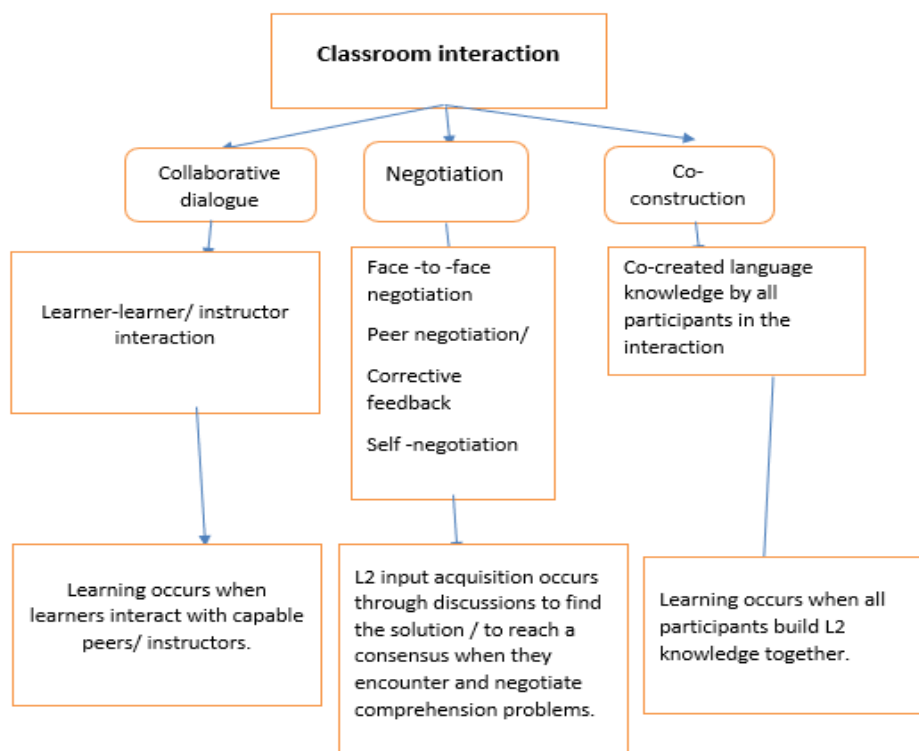 Classroom interaction
Collaborative
dialogue
Negotiation
Co-
construction
Learner-learner/ instructor
interaction
Face -to -face
negotiation
Peer negotiation/
Corrective
feedback
Self -negotiation
Co-created language
knowledge by all
participants in the
interaction
Learning occurs when
learners interact with capable
peers/ instructors.
L2 input acquisition occurs
through discussions to find
the solution / to reach a
consensus when they
encounter and negotiate
comprehension problems.
Learning occurs when all
participants build L2
knowledge together.